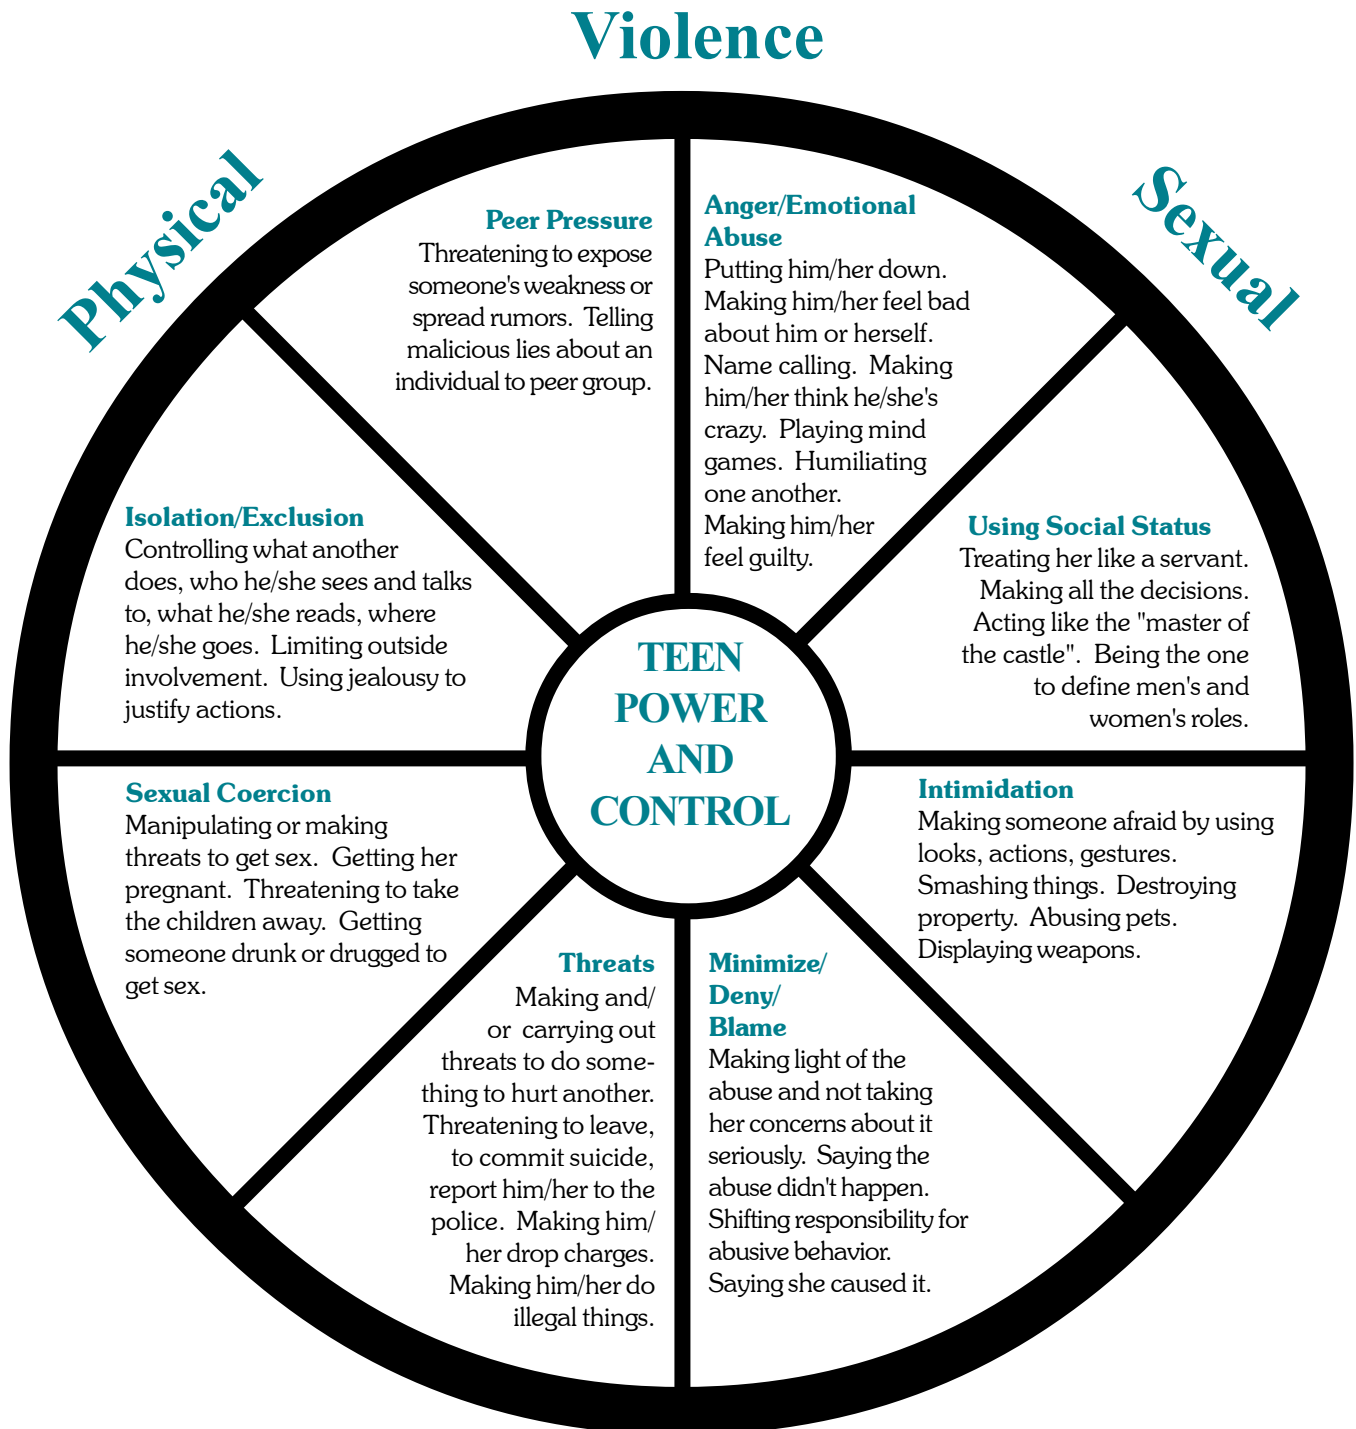 Violence
Physical
Sexual
Peer Pressure
Threatening to expose
someone's weakness or
spread rumors. Telling
malicious lies about an
individual to peer group.
Anger/Emotional
Abuse
Putting him/her down.
Making him/her feel bad
about him or herself.
Name calling. Making
him/her think he/she's
crazy. Playing mind
games. Humiliating
one another.
Making him/her
feel guilty.
Isolation/Exclusion
Controlling what another
does, who he/she sees and talks
to, what he/she reads, where
he/she goes. Limiting outside
involvement. Using jealousy to
justify actions.
Using Social Status
Treating her like a servant.
Making all the decisions.
Acting like the "master of
the castle". Being the one
to define men's and
women's roles.
TEEN
POWER
AND
CONTROL
Sexual Coercion
Manipulating or making
threats to get sex. Getting her
pregnant. Threatening to take
the children away. Getting
someone drunk or drugged to
get sex.
Intimidation
Making someone afraid by using
looks, actions, gestures.
Smashing things. Destroying
property. Abusing pets.
Displaying weapons.
Threats
Making and/
or carrying out
threats to do some-
thing to hurt another.
Threatening to leave,
to commit suicide,
report him/her to the
police. Making him/
her drop charges.
Making him/her do
illegal things.
Minimize/
Deny/
Blame
Making light of the
abuse and not taking
her concerns about it
seriously. Saying the
abuse didn't happen.
Shifting responsibility for
abusive behavior.
Saying she caused it.